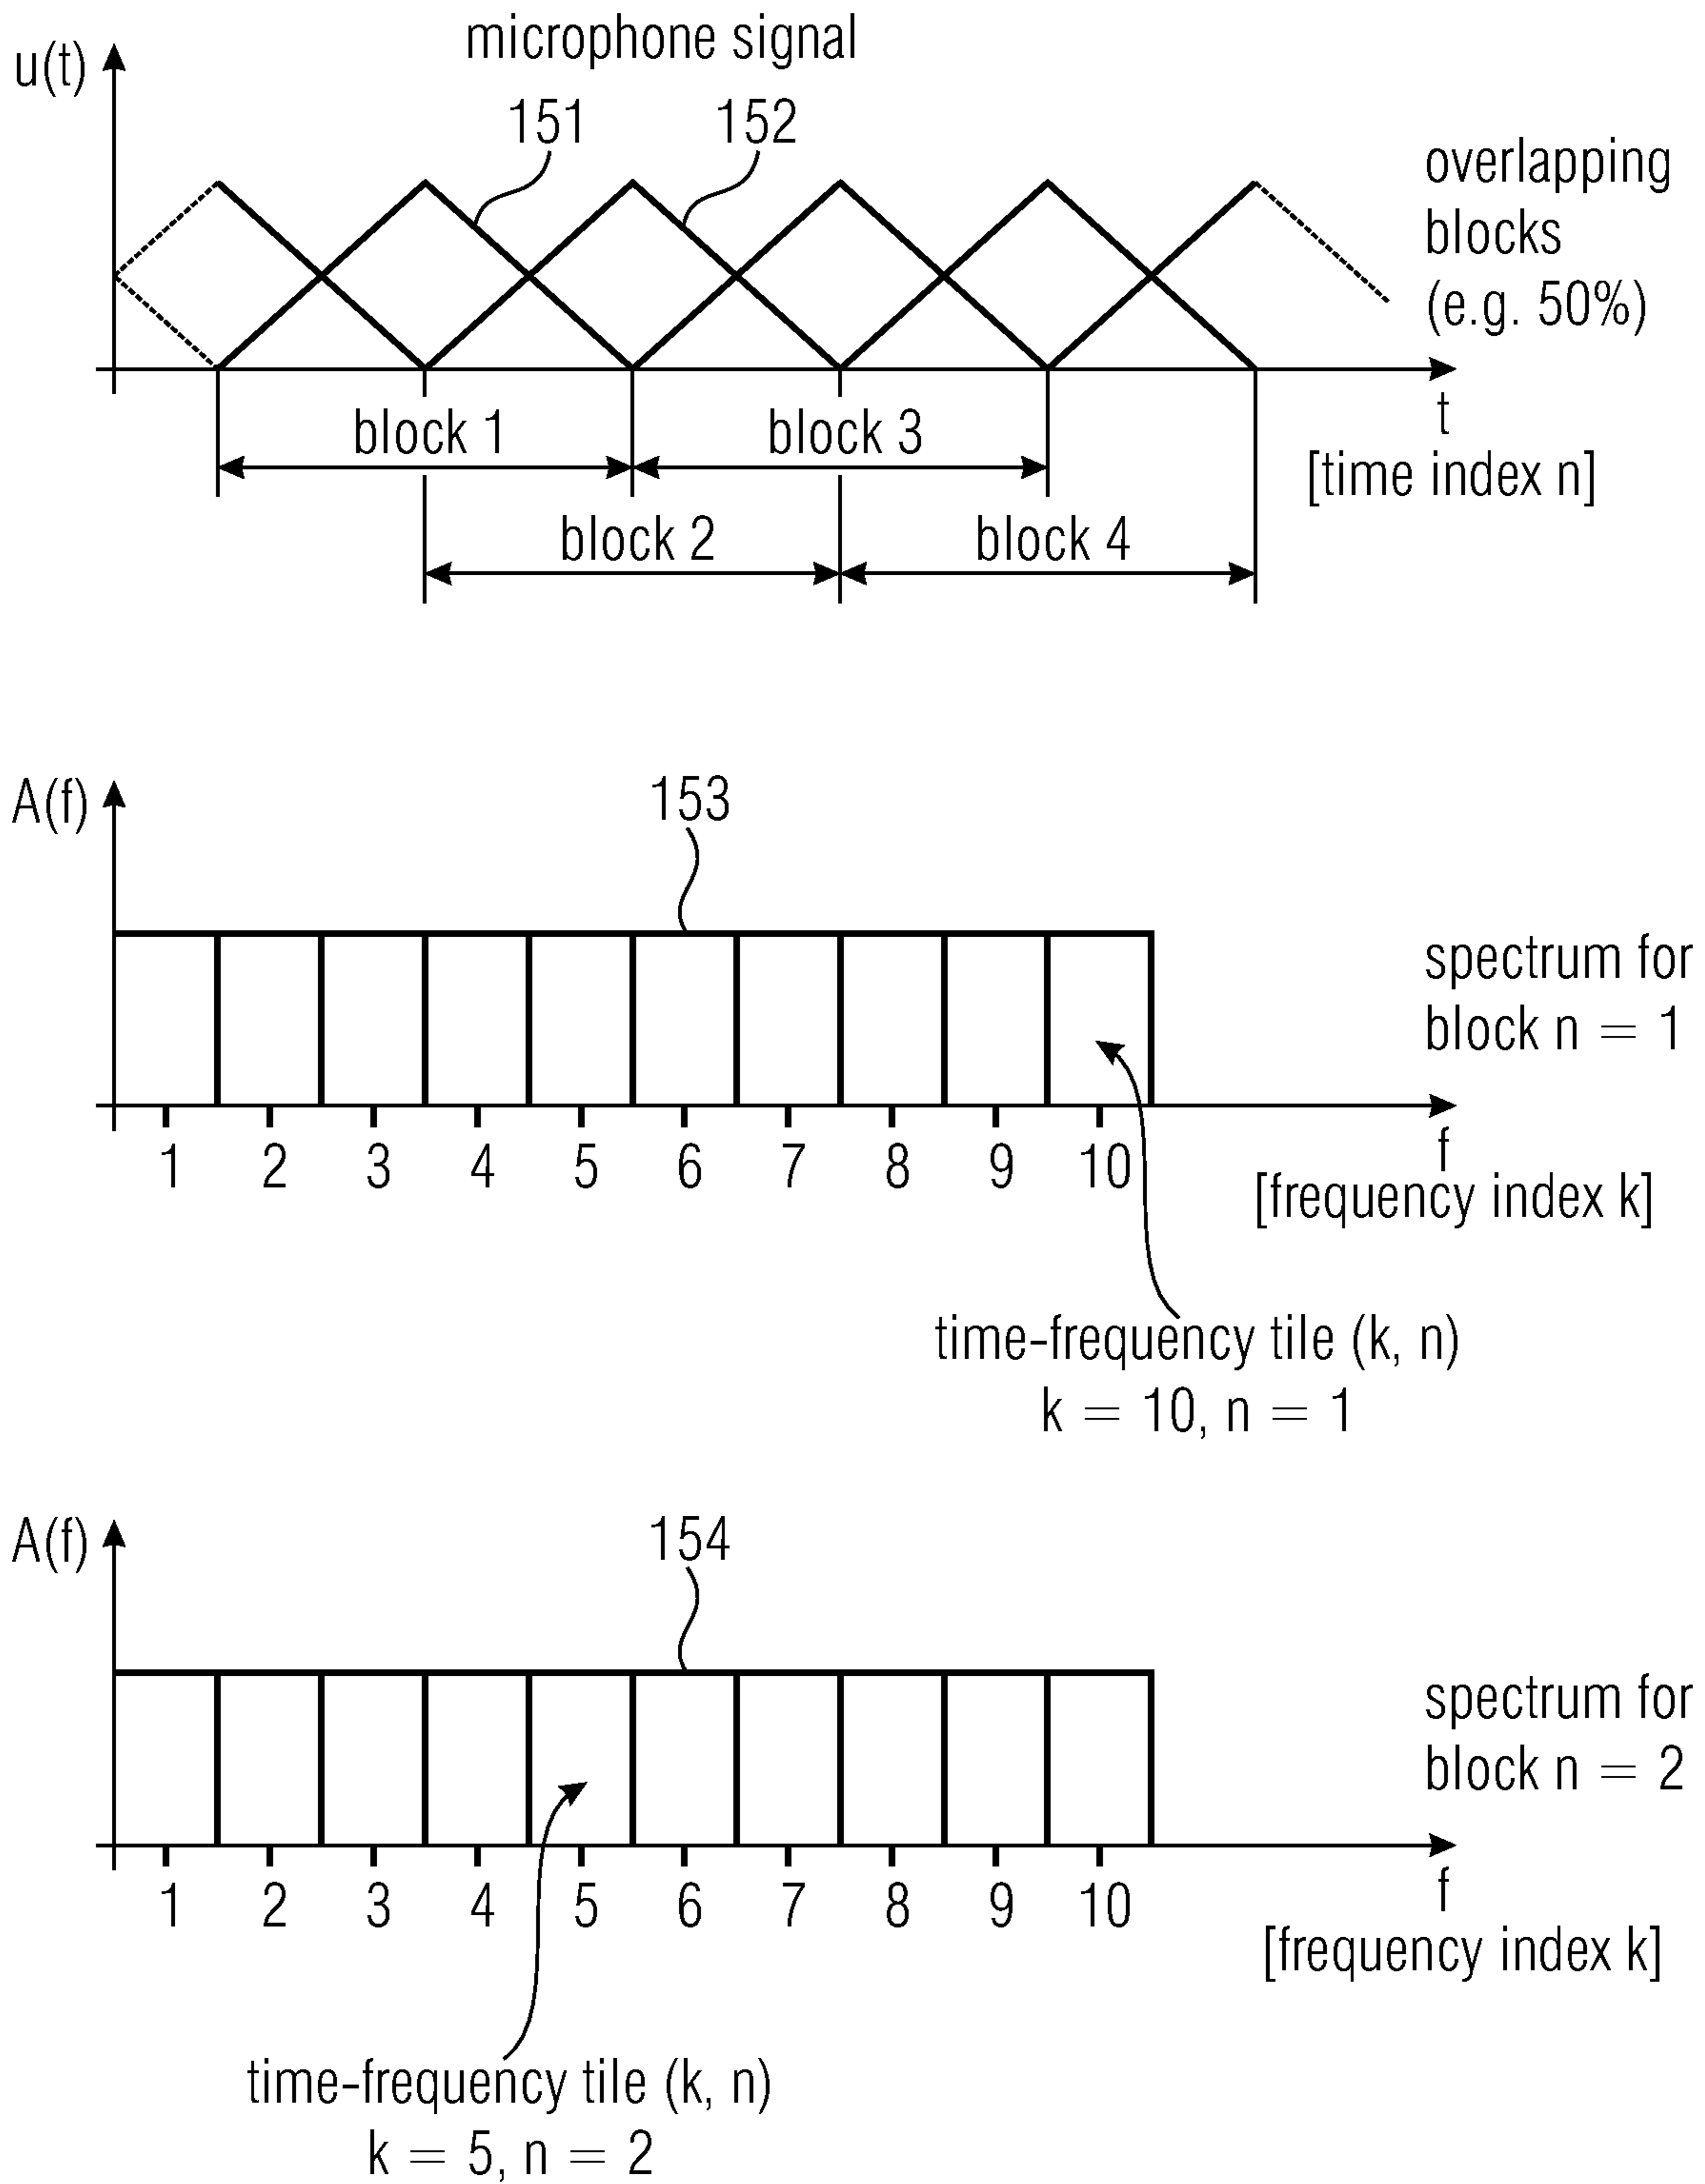 microphone signal
u(t)
151 152
overlapping
blocks
(e.g. 50%)
block 1 block 3
t
[time index n]
block 2 block 4
A(f)
153
spectrum for
block n = 1
1 2 3 4 5 6 7 8 9 10
f
[frequency index k]
time-frequency tile (k, n)
k = 10, n = 1
A(f)
154
spectrum for
block n = 2
1 2 3 4 5 6 7 8 9 10
f
[frequency index k]
time-frequency tile (k, n)
k = 5, n = 2